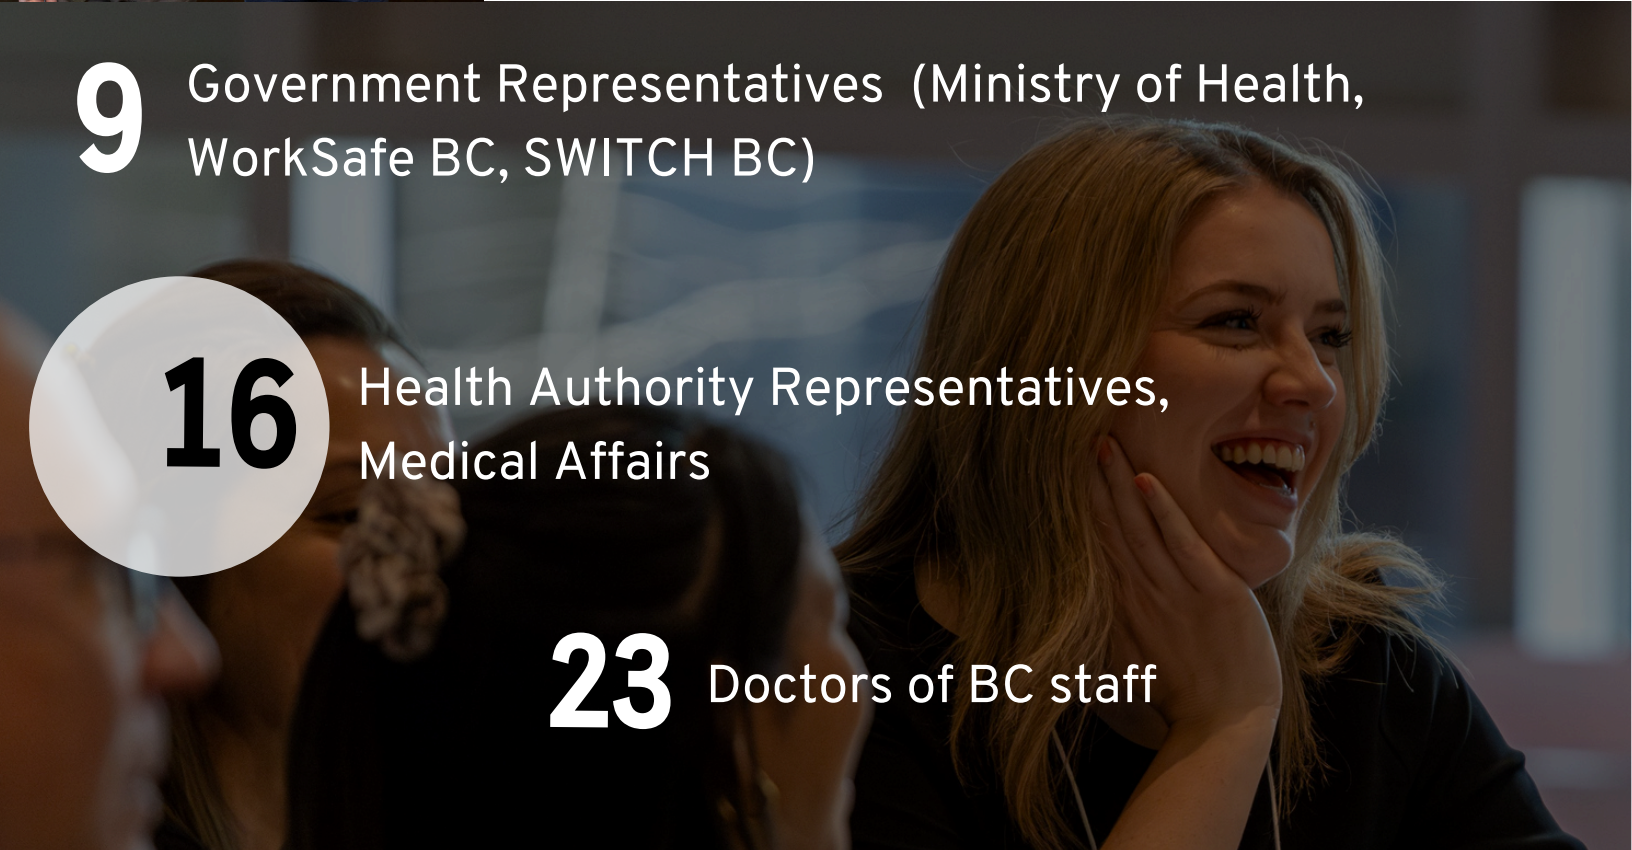 9 Government Representatives (Ministry of Health,
WorkSafe BC, SWITCH BC)
16 Health Authority Representatives,
Medical Affairs
23 Doctors of BC staff